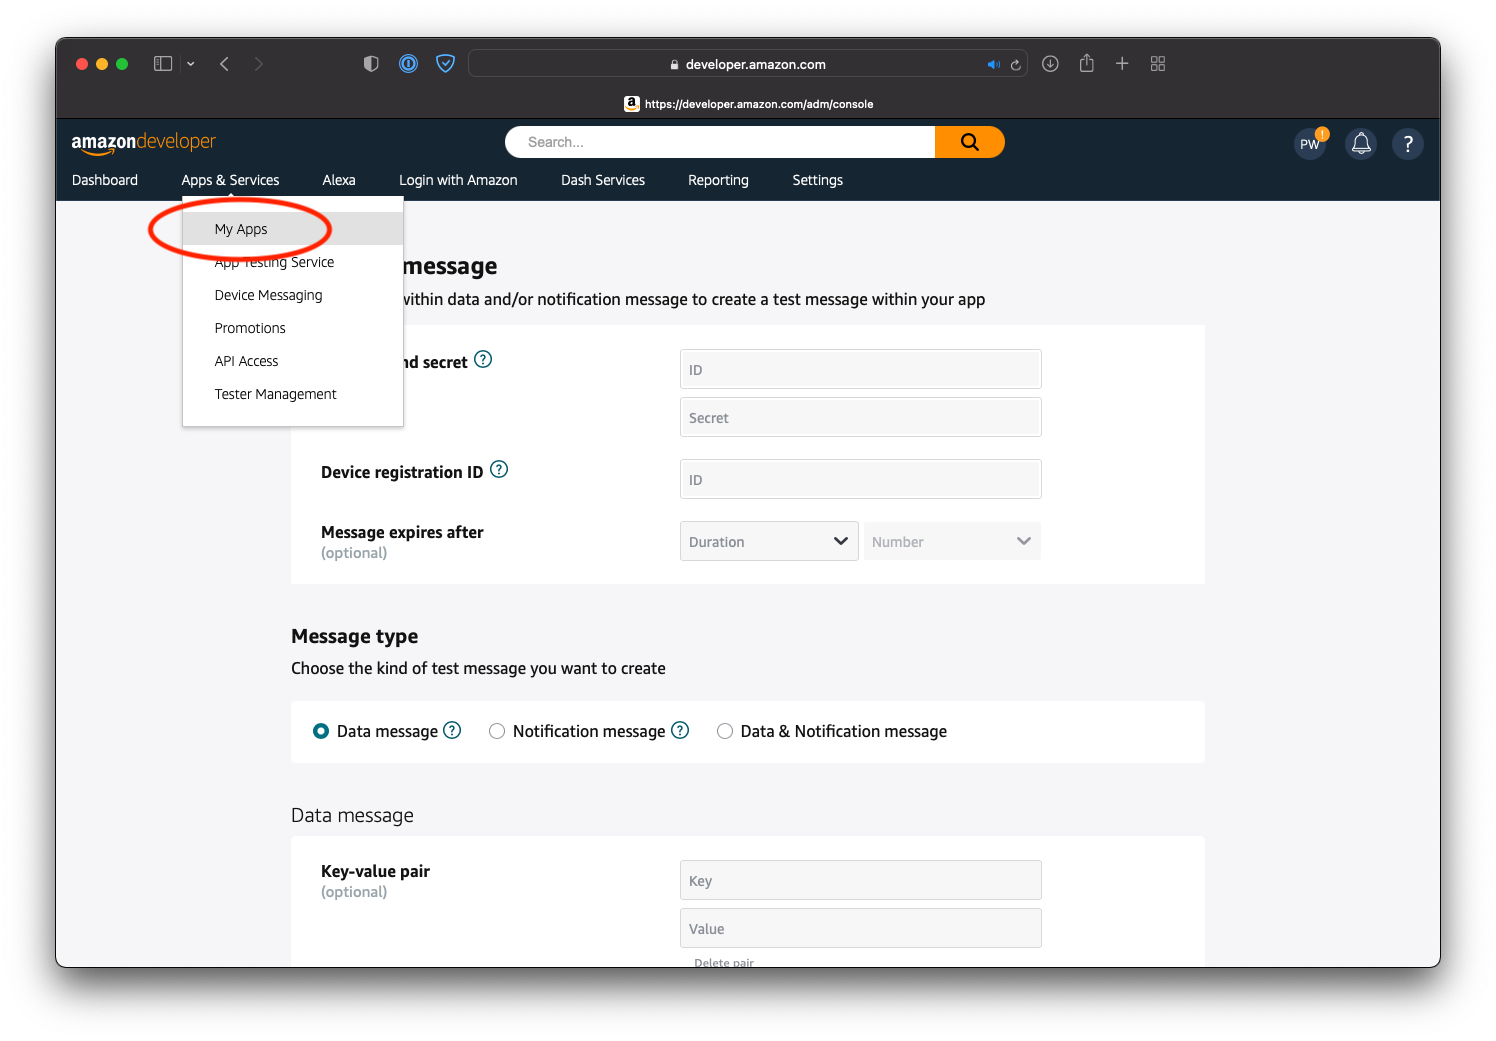 developer.amazon.com
https://developer.amazon.com/adm/console
amazondeveloper
Search...
PW
!
?
Dashboard
Apps & Services
Alexa
Login with Amazon
Dash Services
Reporting
Settings
My Apps
App Testing Service
Device Messaging
Promotions
API Access
Tester Management
message
within data and/or notification message to create a test message within your app
nd secret ?
ID
Secret
Device registration ID ?
ID
Message expires after
(optional)
Duration
Number
Message type
Choose the kind of test message you want to create
Data message ?
Notification message ?
Data & Notification message
Data message
Key-value pair
(optional)
Key
Value
Delete pair